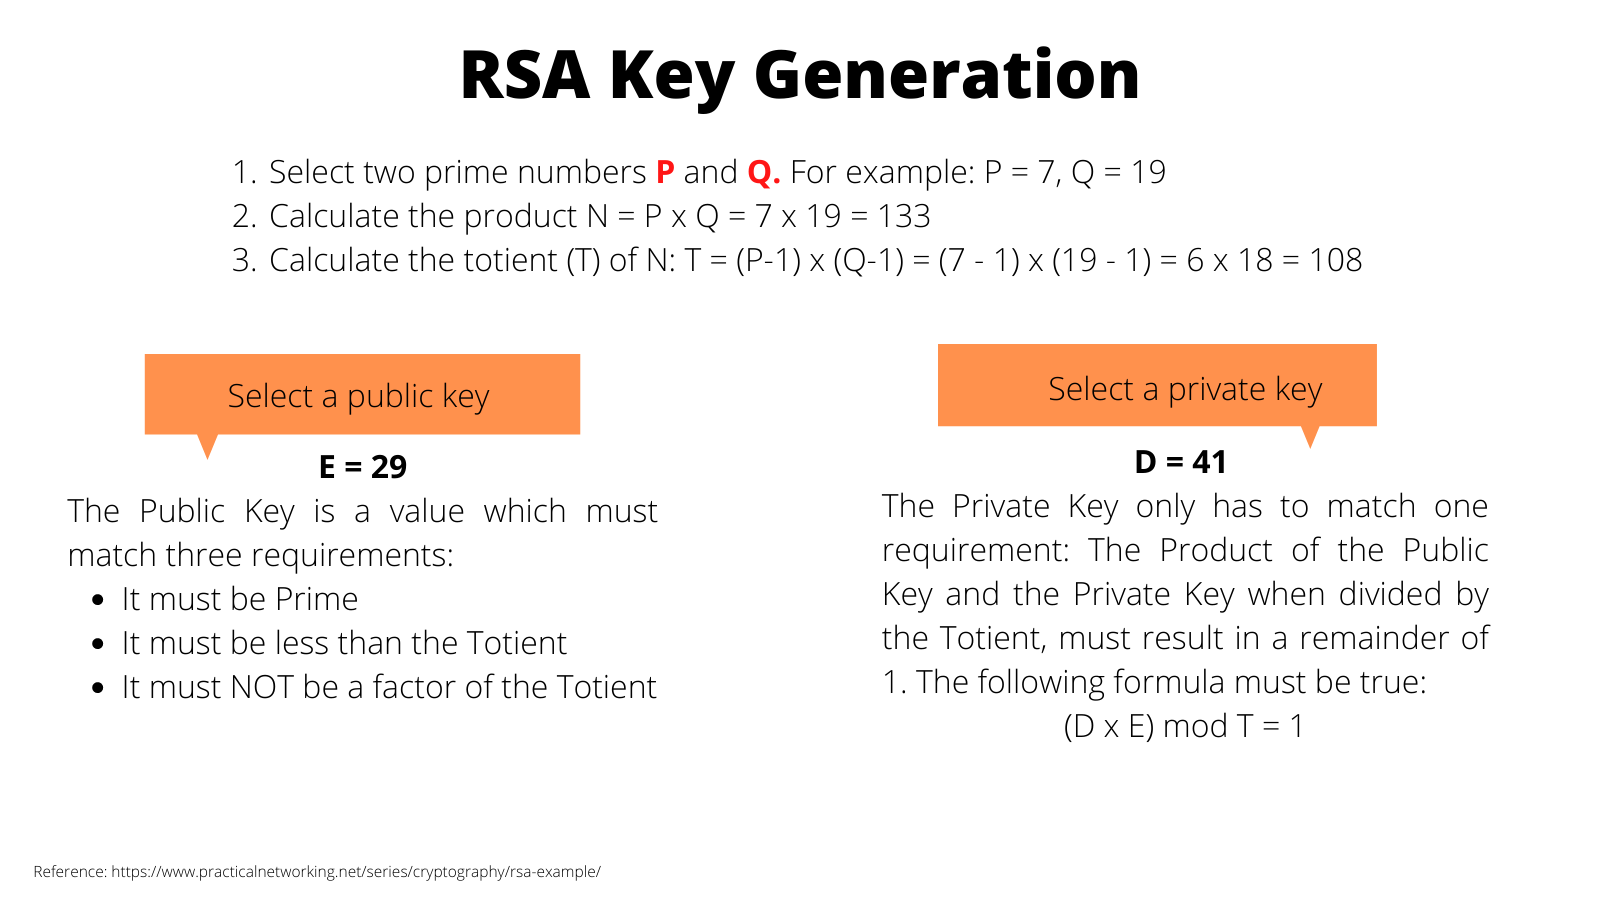 RSA Key Generation
1. Select two prime numbers P and Q. For example: P = 7, Q = 19
2. Calculate the product N = P x Q = 7 x 19 = 133
3. Calculate the totient (T) of N: T = (P-1) x (Q-1) = (7 - 1) x (19 - 1) = 6 x 18 = 108
Select a public key
E = 29
The Public Key is a value which must
match three requirements:
• It must be Prime
• It must be less than the Totient
• It must NOT be a factor of the Totient
Select a private key
D = 41
The Private Key only has to match one
requirement: The Product of the Public
Key and the Private Key when divided by
the Totient, must result in a remainder of
1. The following formula must be true:
(D x E) mod T = 1
Reference: https://www.practicalnetworking.net/series/cryptography/rsa-example/